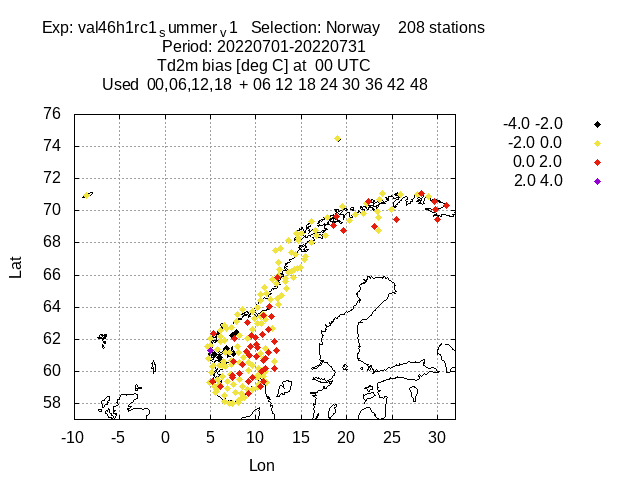 Exp: val46h1rc1summerv1 Selection: Norway 208 stations
Period: 20220701-20220731
Td2m bias [deg C] at 00 UTC
Used 00,06,12,18 + 06 12 18 24 30 36 42 48
76
74
72
70
68
66
64
62
60
58
Lat
-10 -5 0 5 10 15 20 25 30
Lon
-4.0 -2.0
-2.0 0.0
0.0 2.0
2.0 4.0